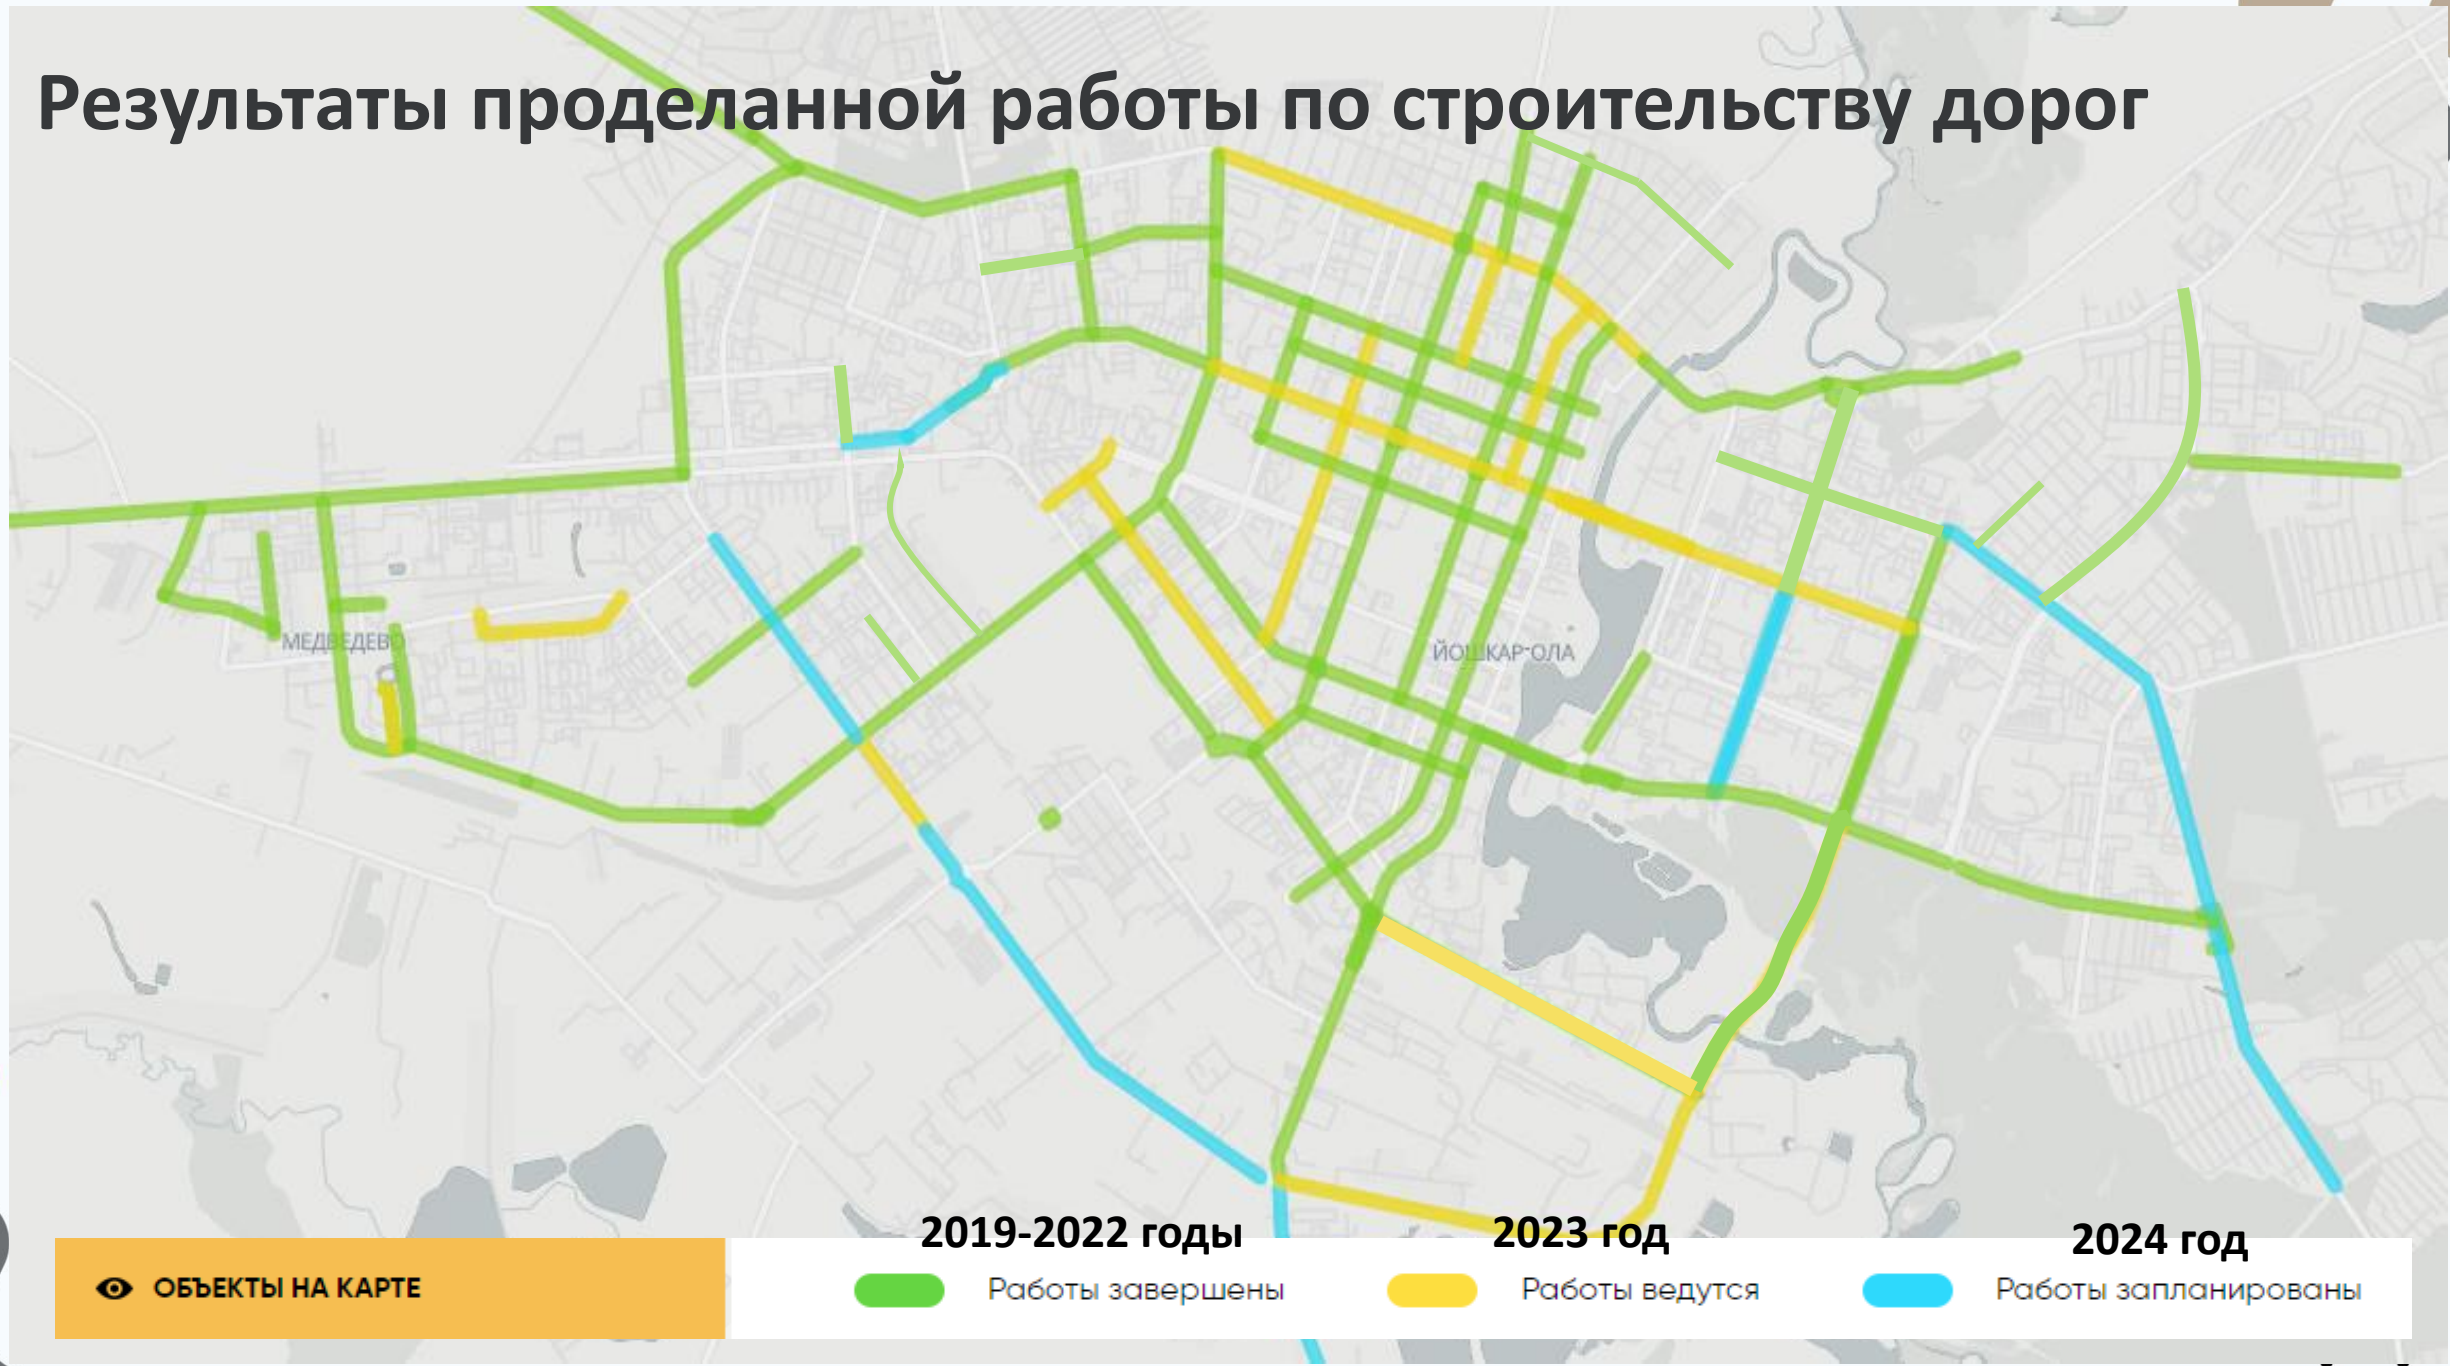 Результаты проделанной работы по строительству дорог
МЕДВЕДЕВО
ЙОШКАР-ОЛА
2019-2022 годы
2023 год
2024 год
ОБЪЕКТЫ НА КАРТЕ
Работы завершены
Работы ведутся
Работы запланированы